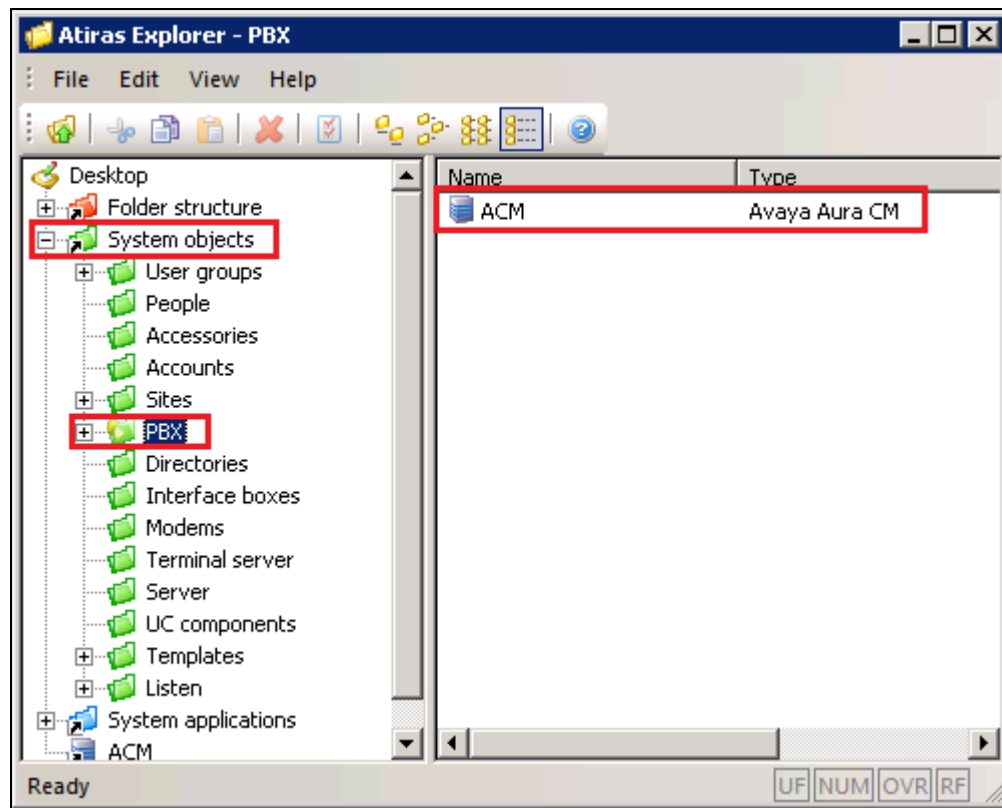 Atiras Explorer - PBX
File Edit View Help
Desktop
Folder structure
System objects
User groups
People
Accessories
Accounts
Sites
PBX
Directories
Interface boxes
Modems
Terminal server
Server
UC components
Templates
Listen
System applications
ACM
Name Type
ACM Avaya Aura CM
Ready UF NUM OVR RF